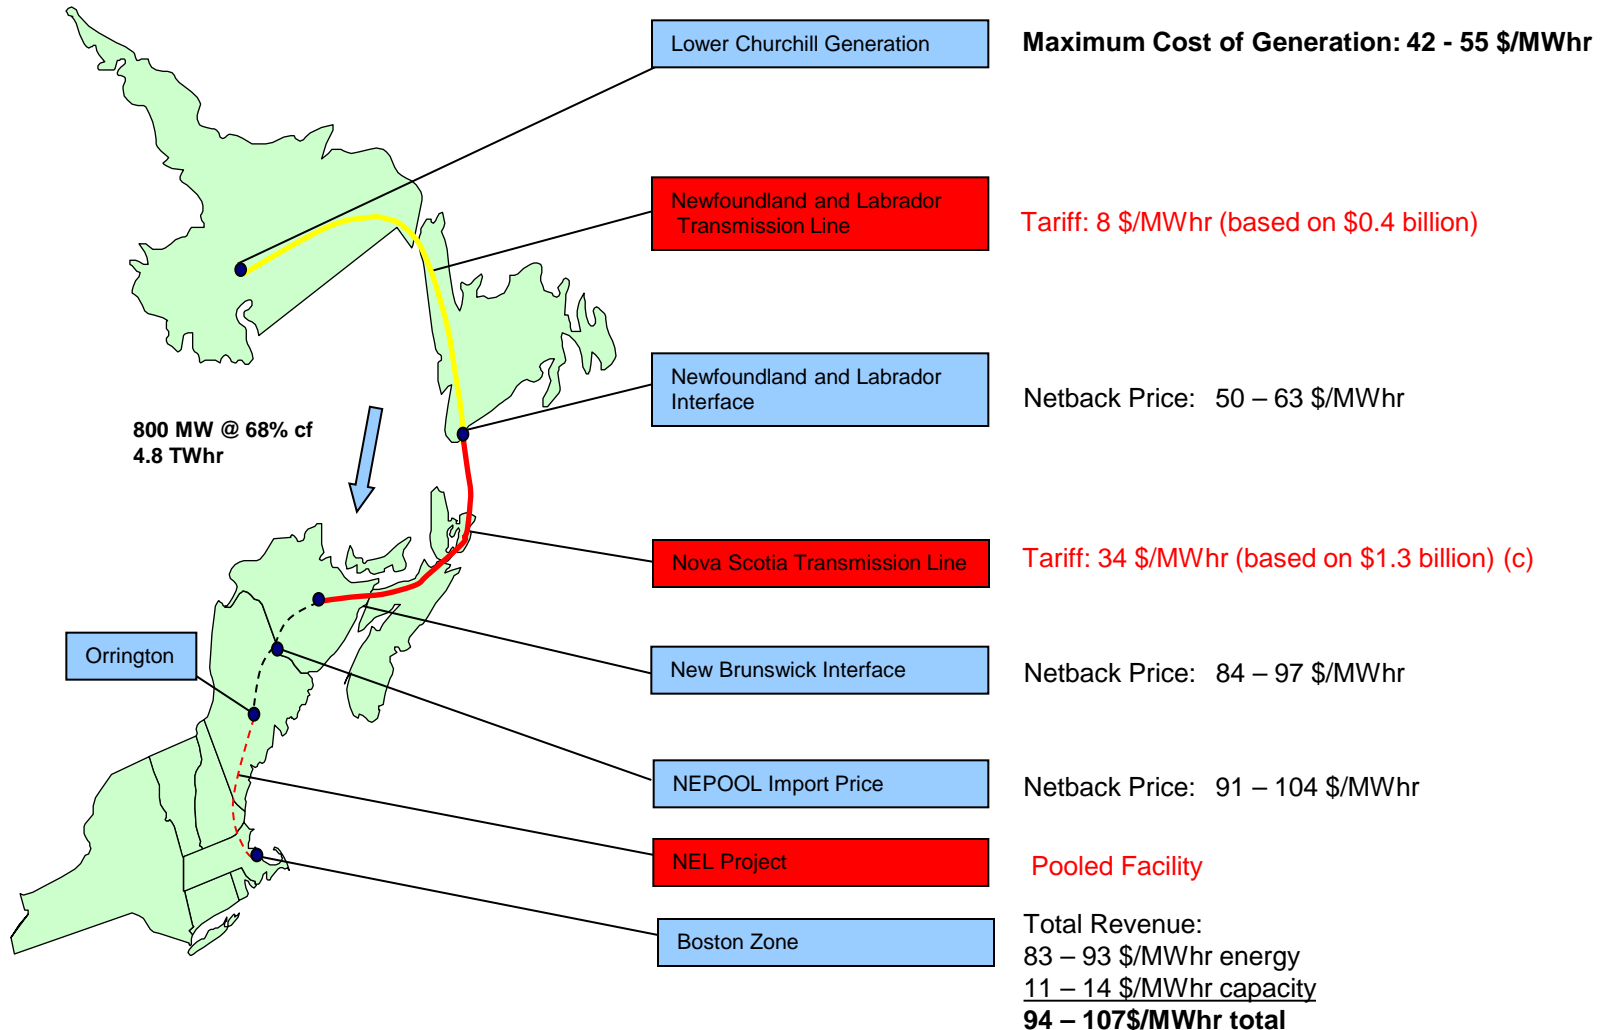 Lower Churchill Generation
Maximum Cost of Generation: 42 - 55 $/MWhr
Newfoundland and Labrador
Transmission Line
Tariff: 8 $/MWhr (based on $0.4 billion)
Newfoundland and Labrador
Interface
Netback Price: 50 – 63 $/MWhr
800 MW @ 68% cf
4.8 TWhr
Nova Scotia Transmission Line
Tariff: 34 $/MWhr (based on $1.3 billion) (c)
Orrington
New Brunswick Interface
Netback Price: 84 – 97 $/MWhr
NEPOOL Import Price
Netback Price: 91 – 104 $/MWhr
NEL Project
Pooled Facility
Boston Zone
Total Revenue:
83 – 93 $/MWhr energy
11 – 14 $/MWhr capacity
94 – 107$/MWhr total